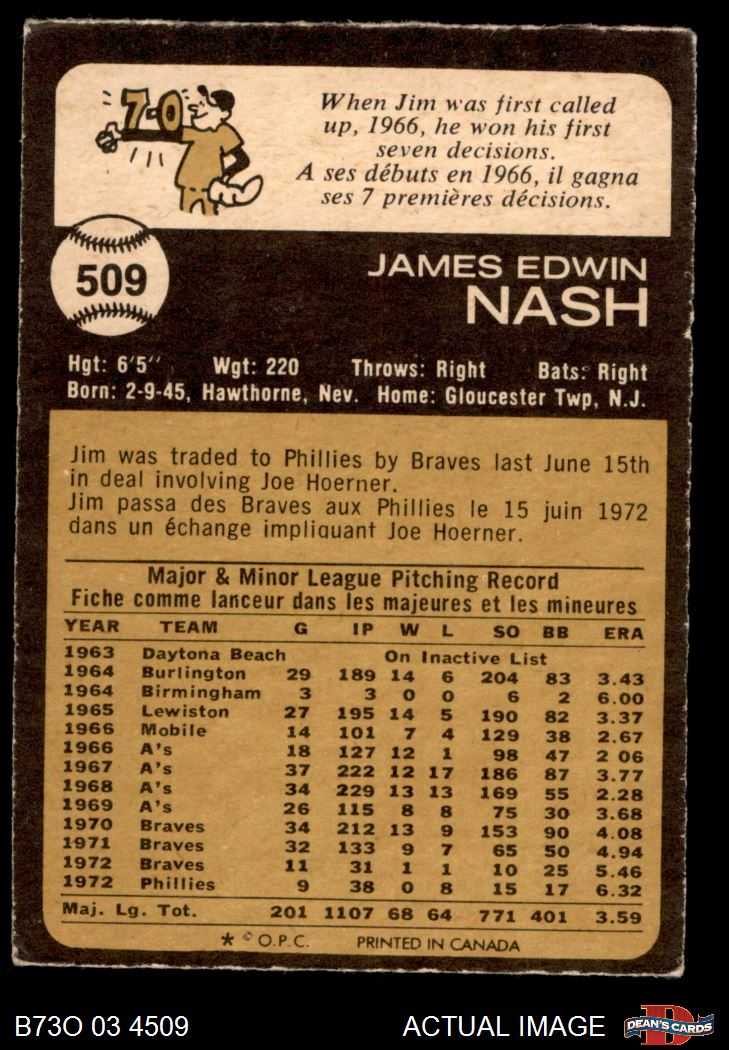 7-0
When Jim was first called
up, 1966, he won his first
seven decisions.
A ses débuts en 1966, il gagna
ses 7 premières décisions.
509
JAMES EDWIN
NASH
Hgt: 6'5'' Wgt: 220 Throws: Right Bats: Right
Born: 2-9-45, Hawthorne, Nev. Home: Gloucester Twp, N.J.
Jim was traded to Phillies by Braves last June 15th
in deal involving Joe Hoerner.
Jim passa des Braves aux Phillies le 15 juin 1972
dans un échange impliquant Joe Hoerner.
Major & Minor League Pitching Record
Fiche comme lanceur dans les majeures et les mineures
YEAR TEAM G IP W L SO BB ERA
1963 Daytona Beach On Inactive List
1964 Burlington 29 189 14 6 204 83 3.43
1964 Birmingham 3 3 0 0 6 2 6.00
1965 Lewiston 27 195 14 5 190 82 3.37
1966 Mobile 14 101 7 4 129 38 2.67
1966 A's 18 127 12 1 98 47 2 06
1967 A's 37 222 12 17 186 87 3.77
1968 A's 34 229 13 13 169 55 2.28
1969 A's 26 115 8 8 75 30 3.68
1970 Braves 34 212 13 9 153 90 4.08
1971 Braves 32 133 9 7 65 50 4.94
1972 Braves 11 31 1 1 10 25 5.46
1972 Phillies 9 38 0 8 15 17 6.32
Maj. Lg. Tot. 201 1107 68 64 771 401 3.59
* © O.P.C. PRINTED IN CANADA
B73O 03 4509 ACTUAL IMAGE D DEAN'S CARDS